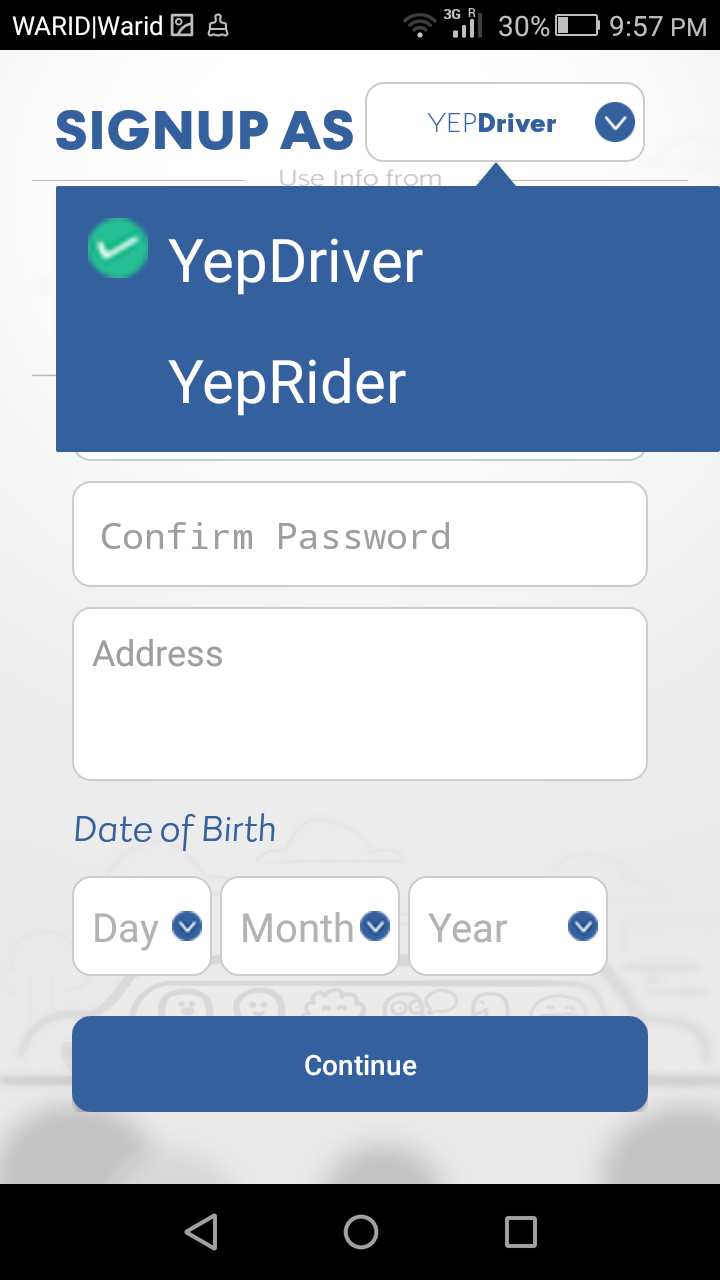 WARID|Warid 3G R 30% 9:57 PM
SIGNUP AS YEPDriver
Use Info from
YepDriver
YepRider
Confirm Password
Address
Date of Birth
Day Month Year
Continue